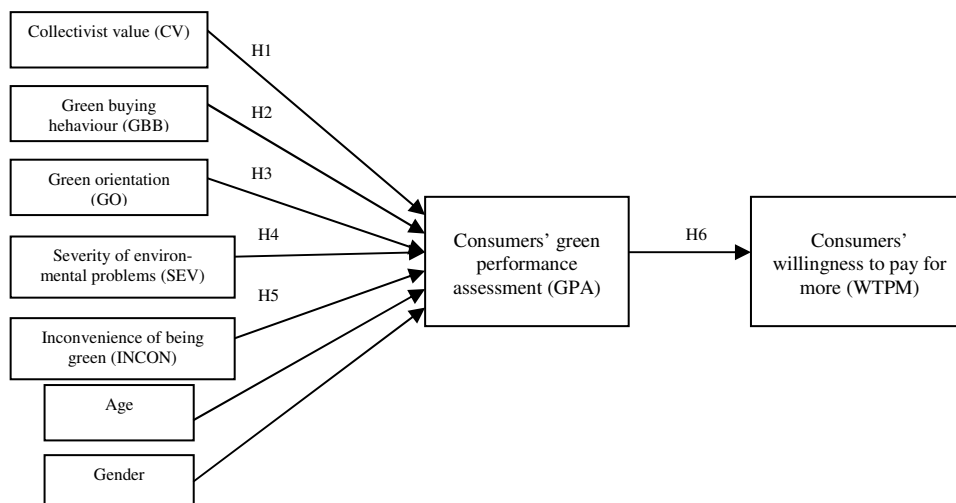 Collectivist value (CV)
H1
Green buying
hehaviour (GBB)
H2
Green orientation
(GO)
H3
Severity of environ-
mental problems (SEV)
H4
Inconvenience of being
green (INCON)
H5
Age
Gender
Consumers’ green
performance
assessment (GPA)
H6
Consumers’
willingness to pay for
more (WTPM)